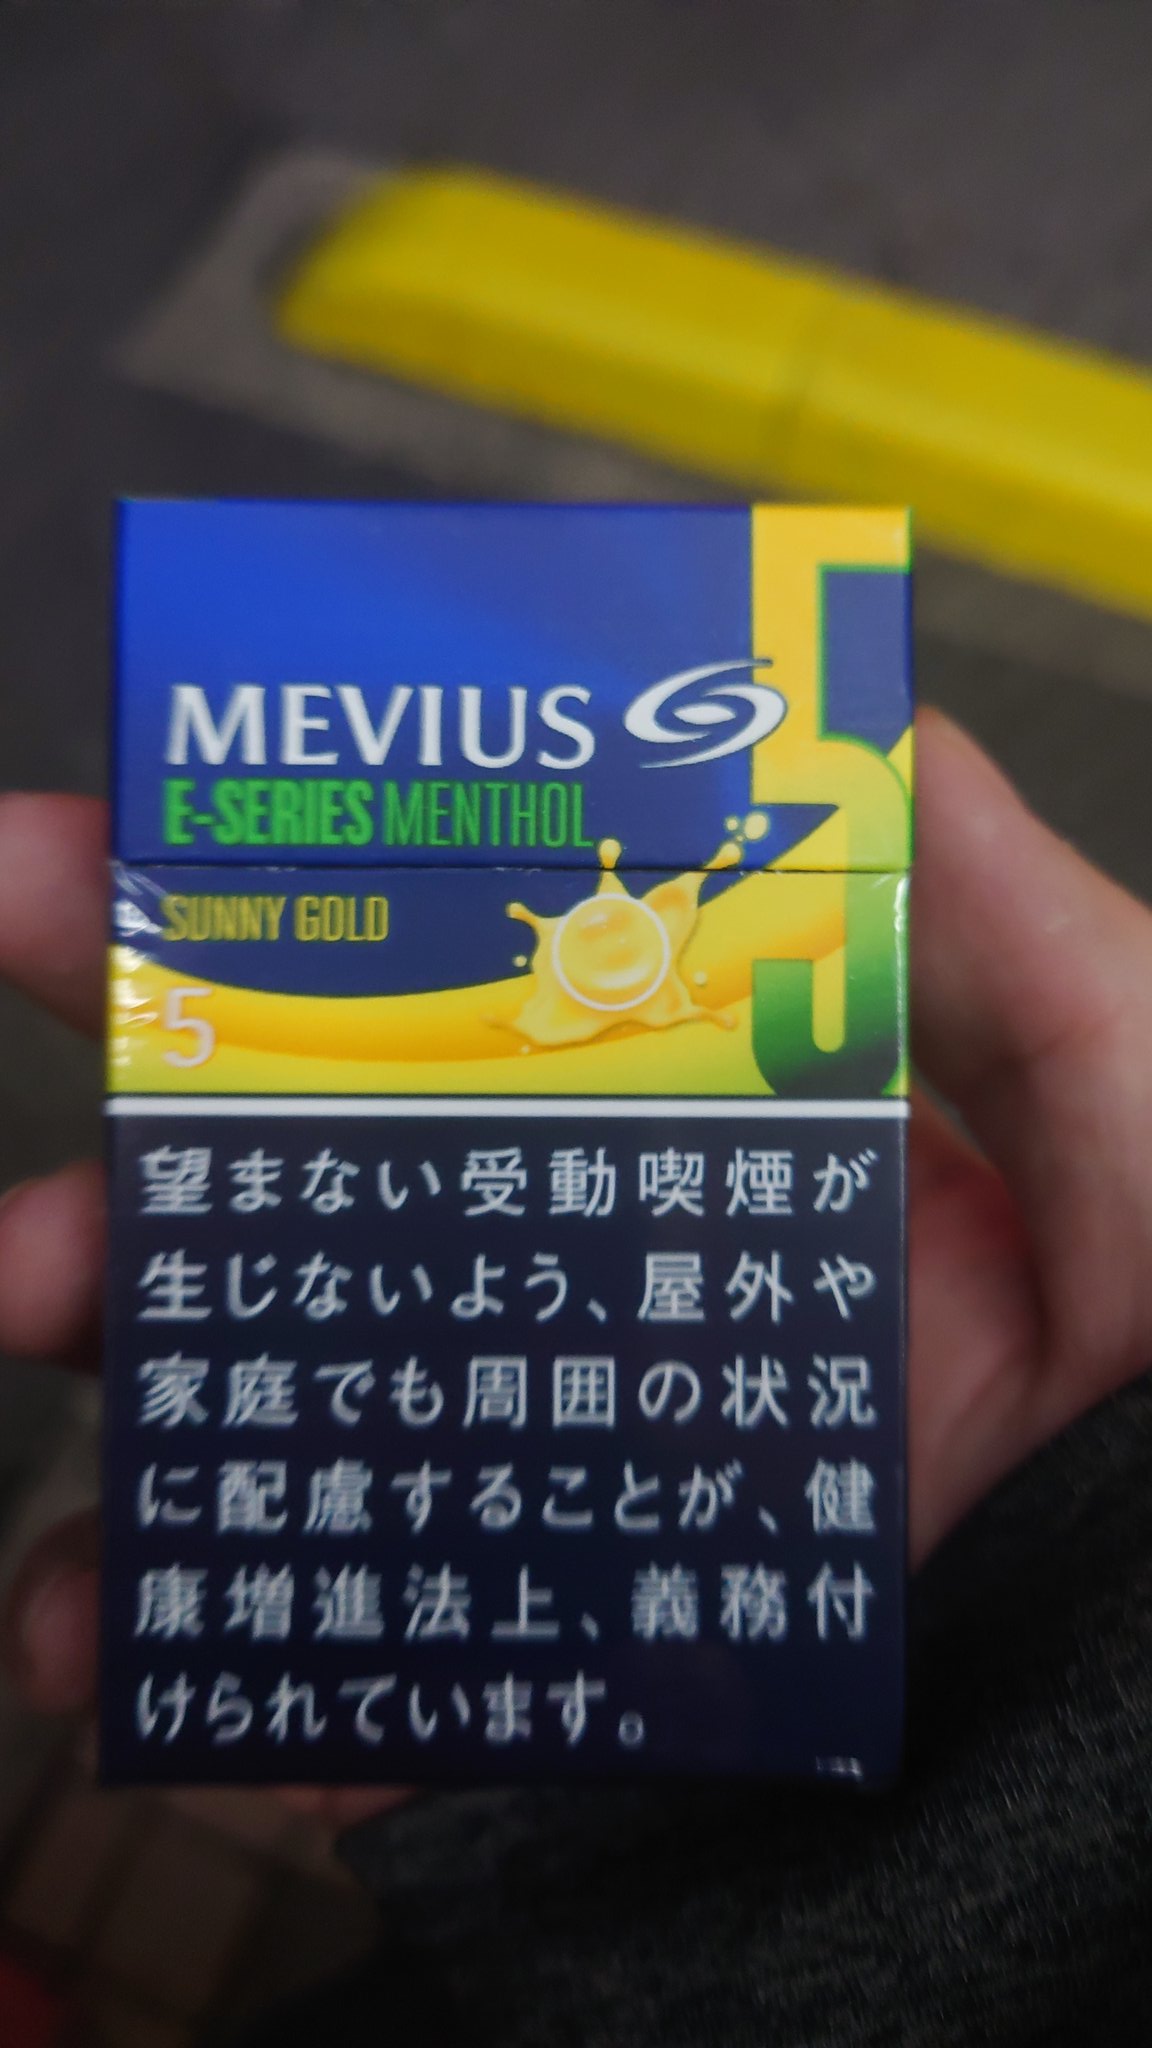 MEVIUS
E-SERIES MENTHOL
SUNNY GOLD
5
5
望まない受動喫煙が
生じないよう、屋外や
家庭でも周囲の状況
に配慮することが、健
康増進法上、義務付
けられています。